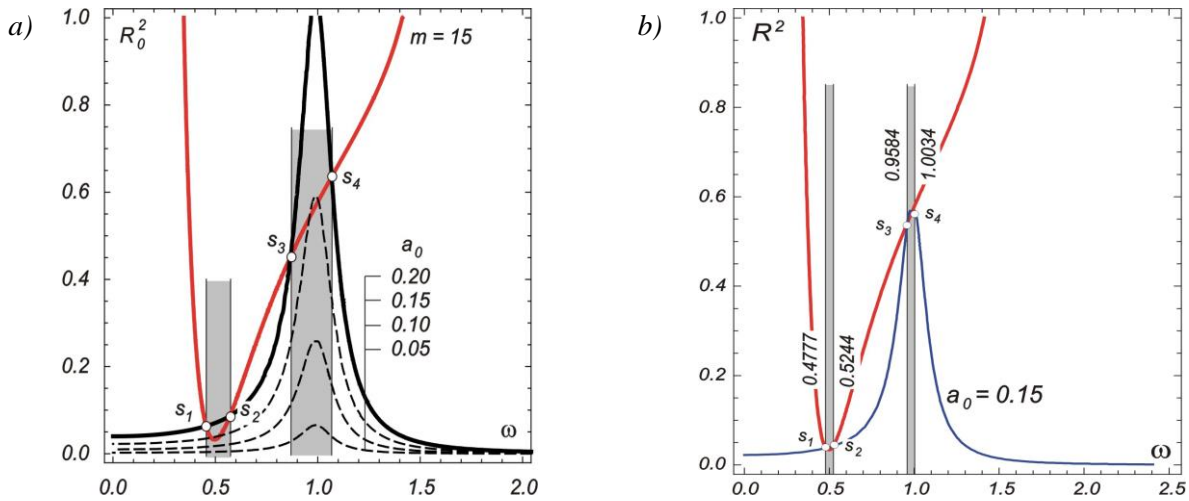 a)
R₀²
m = 15
1.0
0.8
0.6
0.4
0.2
0.0
s₁
s₂
s₃
s₄
a₀
0.20
0.15
0.10
0.05
ω
0.0 0.5 1.0 1.5 2.0
b)
R²
1.0
0.8
0.6
0.4
0.2
0.0
0.4777
0.5244
0.9584
1.0034
s₁
s₂
s₃
s₄
a₀ = 0.15
ω
0.0 0.5 1.0 1.5 2.0 2.5